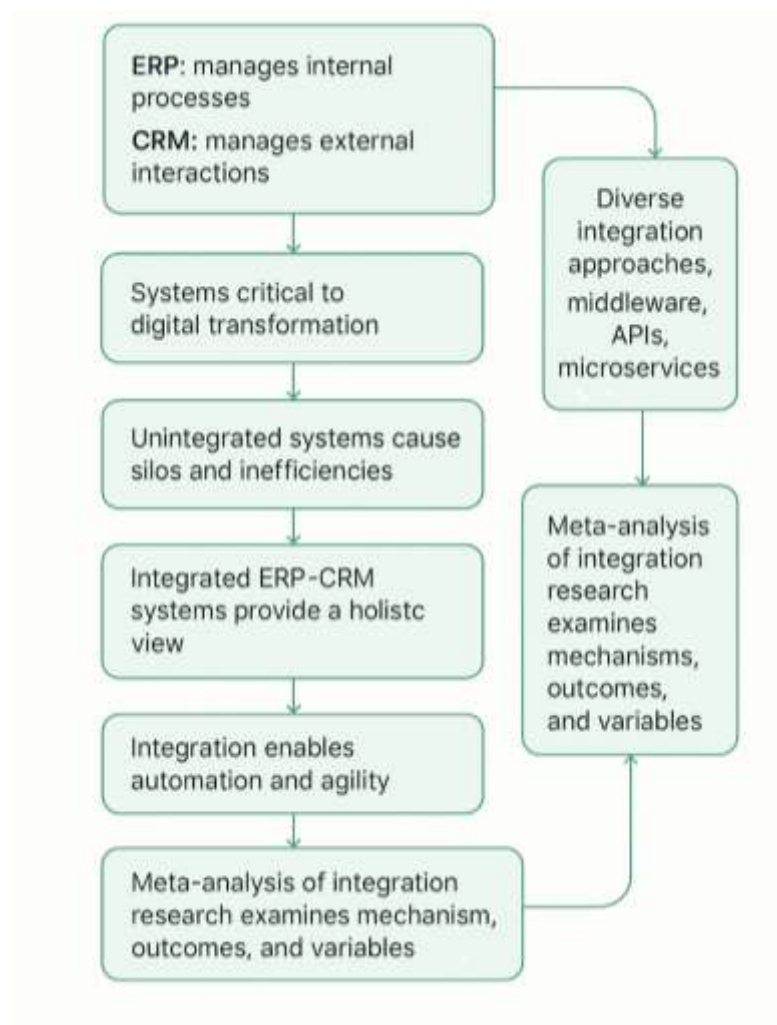 ERP: manages internal
processes
CRM: manages external
interactions
Systems critical to
digital transformation
Unintegrated systems cause
silos and inefficiencies
Integrated ERP-CRM
systems provide a holistc
view
Integration enables
automation and agility
Meta-analysis of integration
research examines mechanism,
outcomes, and variables
Diverse
integration
approaches,
middleware,
APIs,
microservices
Meta-analysis
of integration
research
examines
mechanisms,
outcomes,
and variables